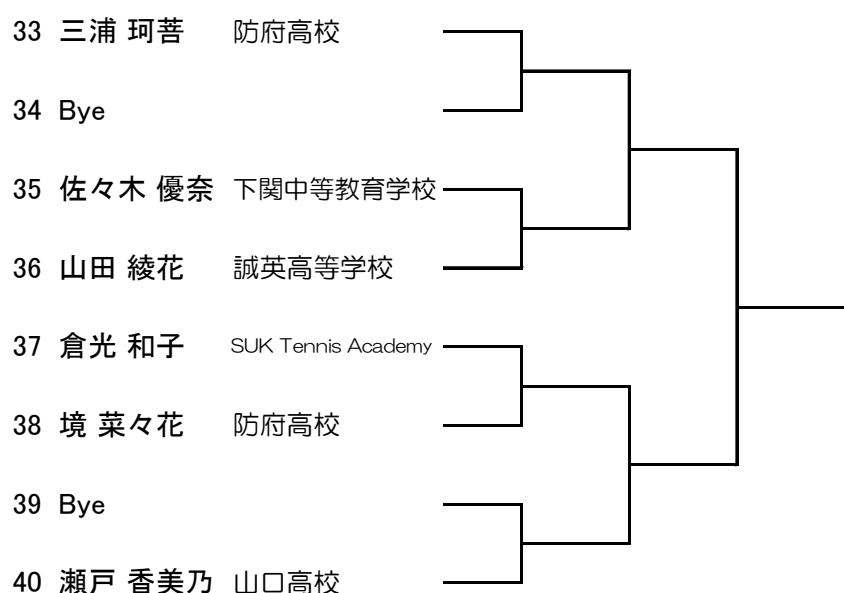 33 三浦 珂菩 防府高校
34 Bye
35 佐々木 優奈 下関中等教育学校
36 山田 綾花 誠英高等学校
37 倉光 和子 SUK Tennis Academy
38 境 菜々花 防府高校
39 Bye
40 瀬戸 香美乃 山口高校